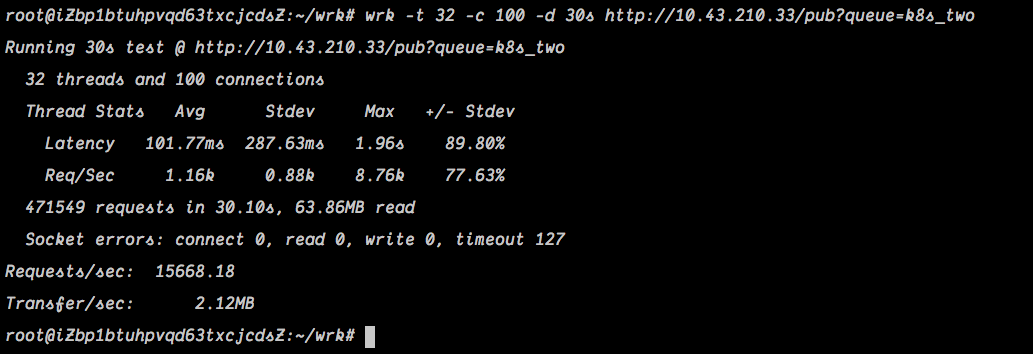 root@iZbp1btuhpvqd63txcjcdsZ:~/wrk# wrk -t 32 -c 100 -d 30s http://10.43.210.33/pub?queue=k8s_two
Running 30s test @ http://10.43.210.33/pub?queue=k8s_two
  32 threads and 100 connections
  Thread Stats   Avg      Stdev     Max   +/- Stdev
    Latency   101.77ms  287.63ms   1.96s    89.80%
    Req/Sec     1.16k     0.88k    8.76k    77.63%
  471549 requests in 30.10s, 63.86MB read
  Socket errors: connect 0, read 0, write 0, timeout 127
Requests/sec:  15668.18
Transfer/sec:      2.12MB
root@iZbp1btuhpvqd63txcjcdsZ:~/wrk#